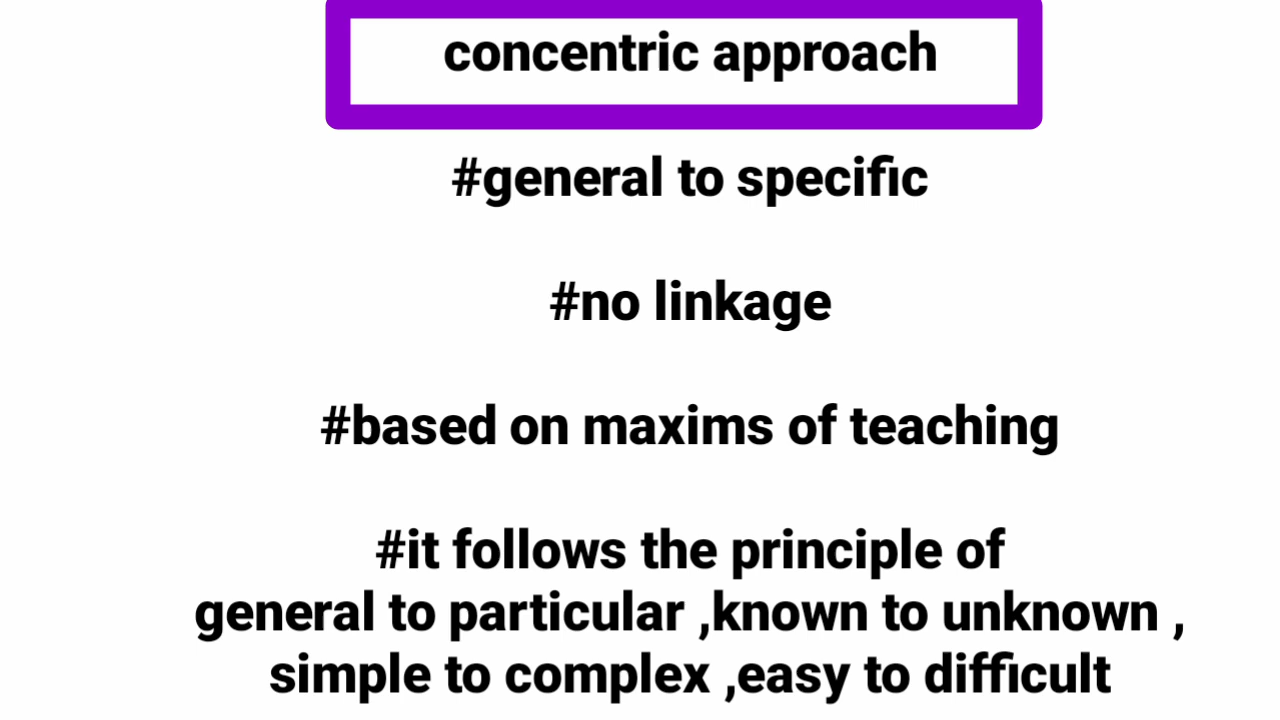 concentric approach
#general to specific
#no linkage
#based on maxims of teaching
#it follows the principle of
general to particular ,known to unknown ,
simple to complex ,easy to difficult